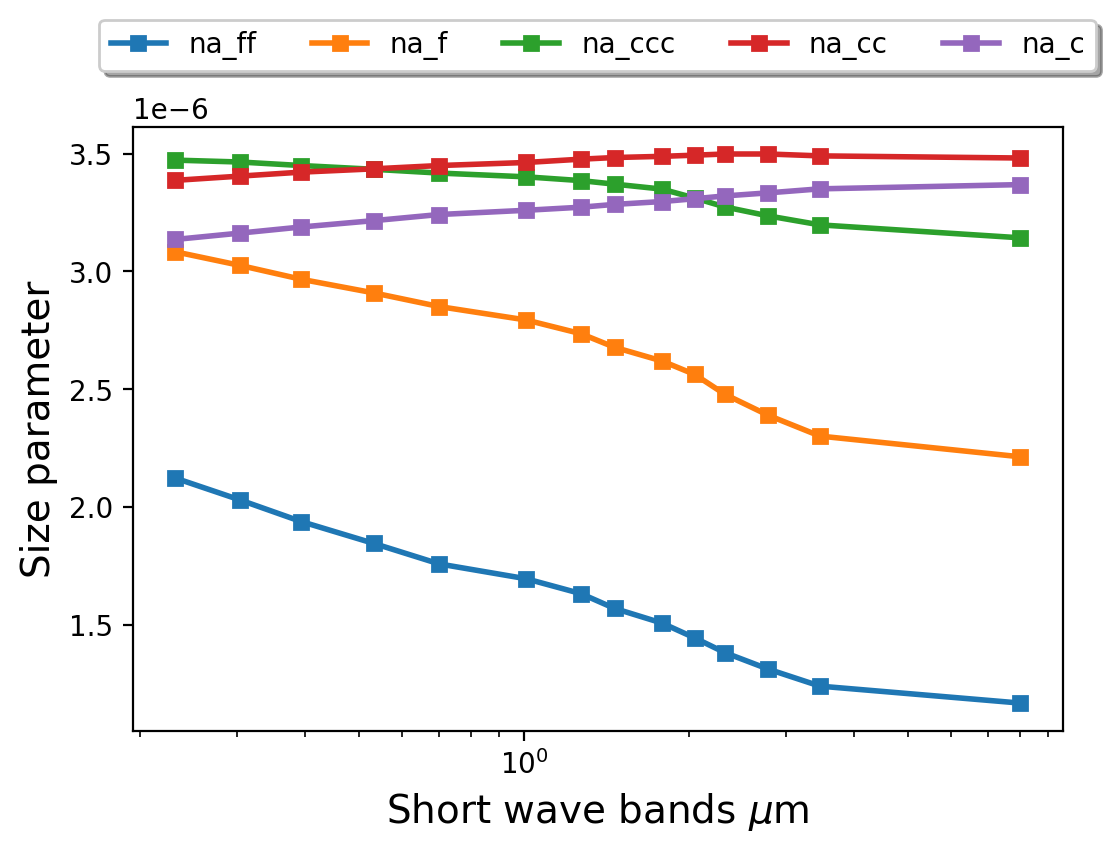 na_ff na_f na_ccc na_cc na_c
1e−6
3.5
3.0
2.5
2.0
1.5
Size parameter
10⁰
Short wave bands μm